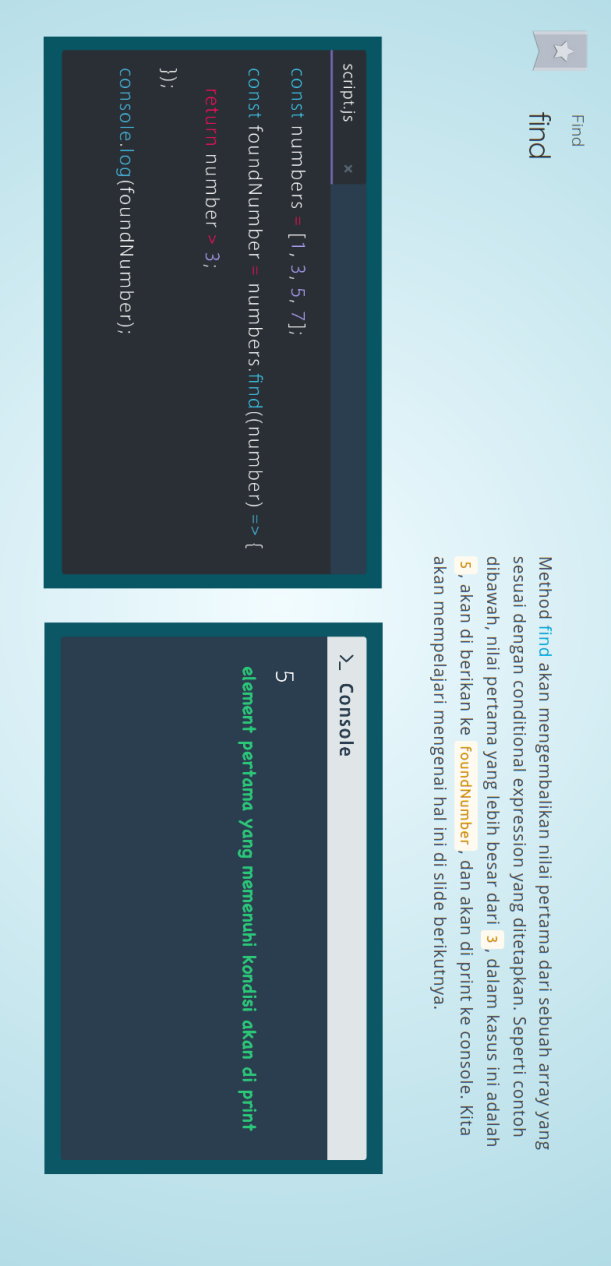 Find
find
Method find akan mengembalikan nilai pertama dari sebuah array yang
sesuai dengan conditional expression yang ditetapkan. Seperti contoh
dibawah, nilai pertama yang lebih besar dari 3, dalam kasus ini adalah
5, akan di berikan ke foundNumber, dan akan di print ke console. Kita
akan mempelajari mengenai hal ini di slide berikutnya.
script.js ×
const numbers = [1, 3, 5, 7];
const foundNumber = numbers.find((number) => {
return number > 3;
});
console.log(foundNumber);
>_ Console
5
element pertama yang memenuhi kondisi akan di print